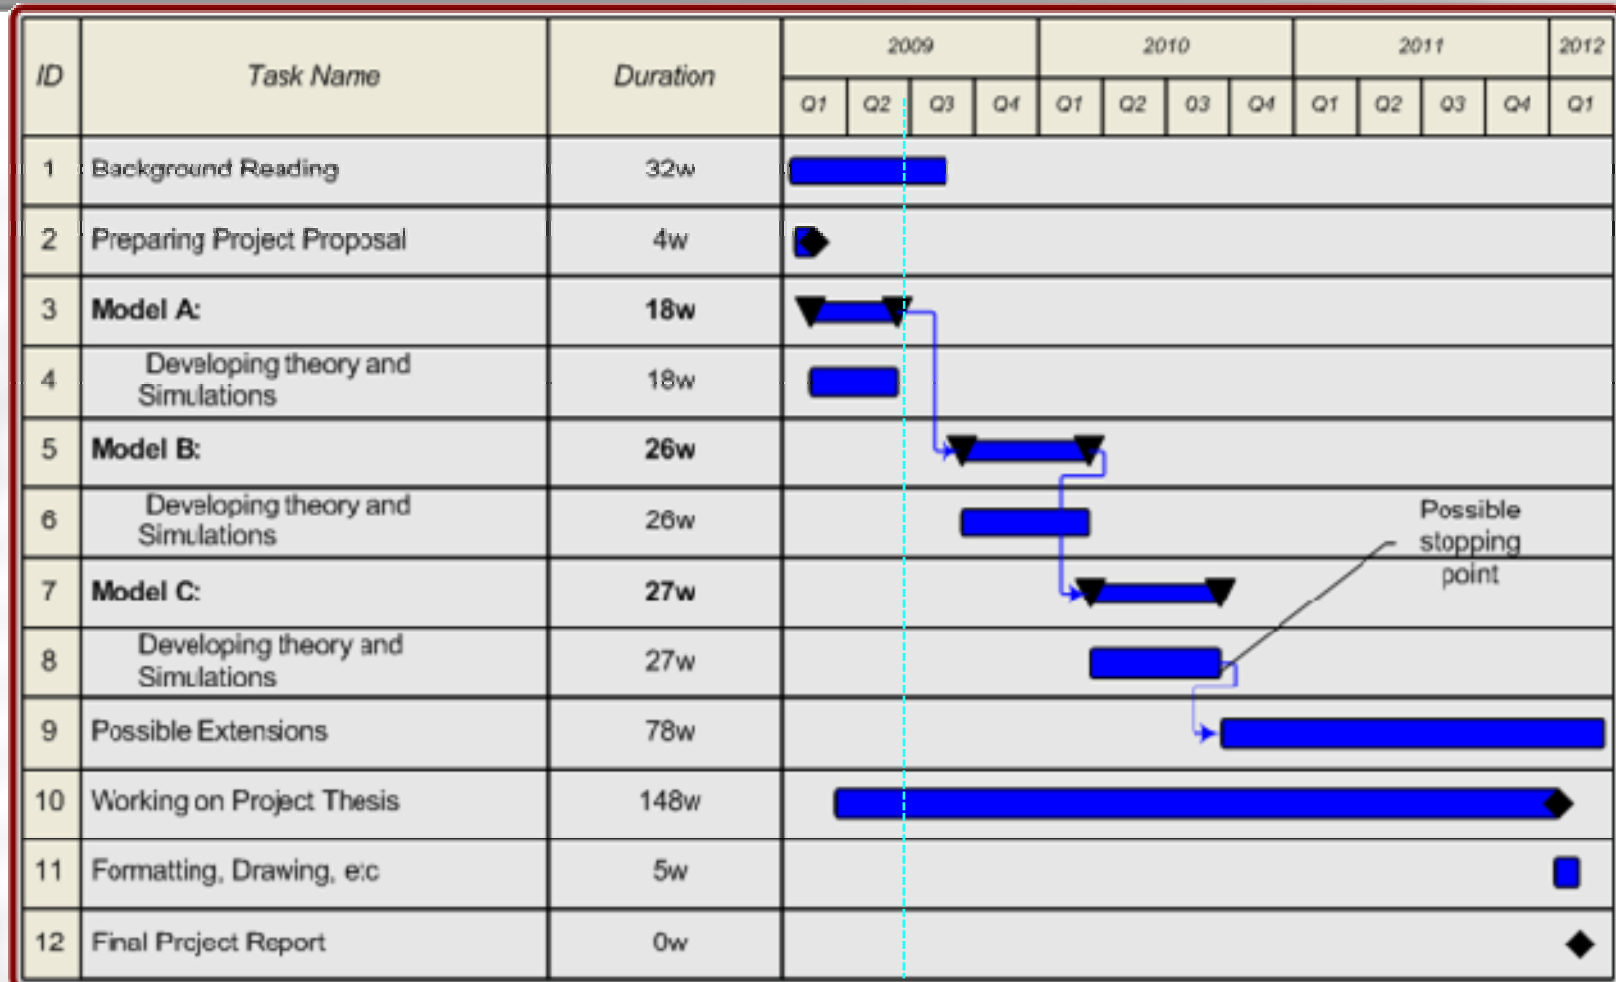 ID Task Name Duration 2009 2010 2011 2012
Q1 Q2 Q3 Q4 Q1 Q2 Q3 Q4 Q1 Q2 Q3 Q4 Q1
1 Background Reading 32w
2 Preparing Project Proposal 4w
3 Model A: 18w
4 Developing theory and
Simulations 18w
5 Model B: 26w
6 Developing theory and
Simulations 26w
Possible
stopping
point
7 Model C: 27w
8 Developing theory and
Simulations 27w
9 Possible Extensions 78w
10 Working on Project Thesis 148w
11 Formatting, Drawing, etc 5w
12 Final Project Report 0w